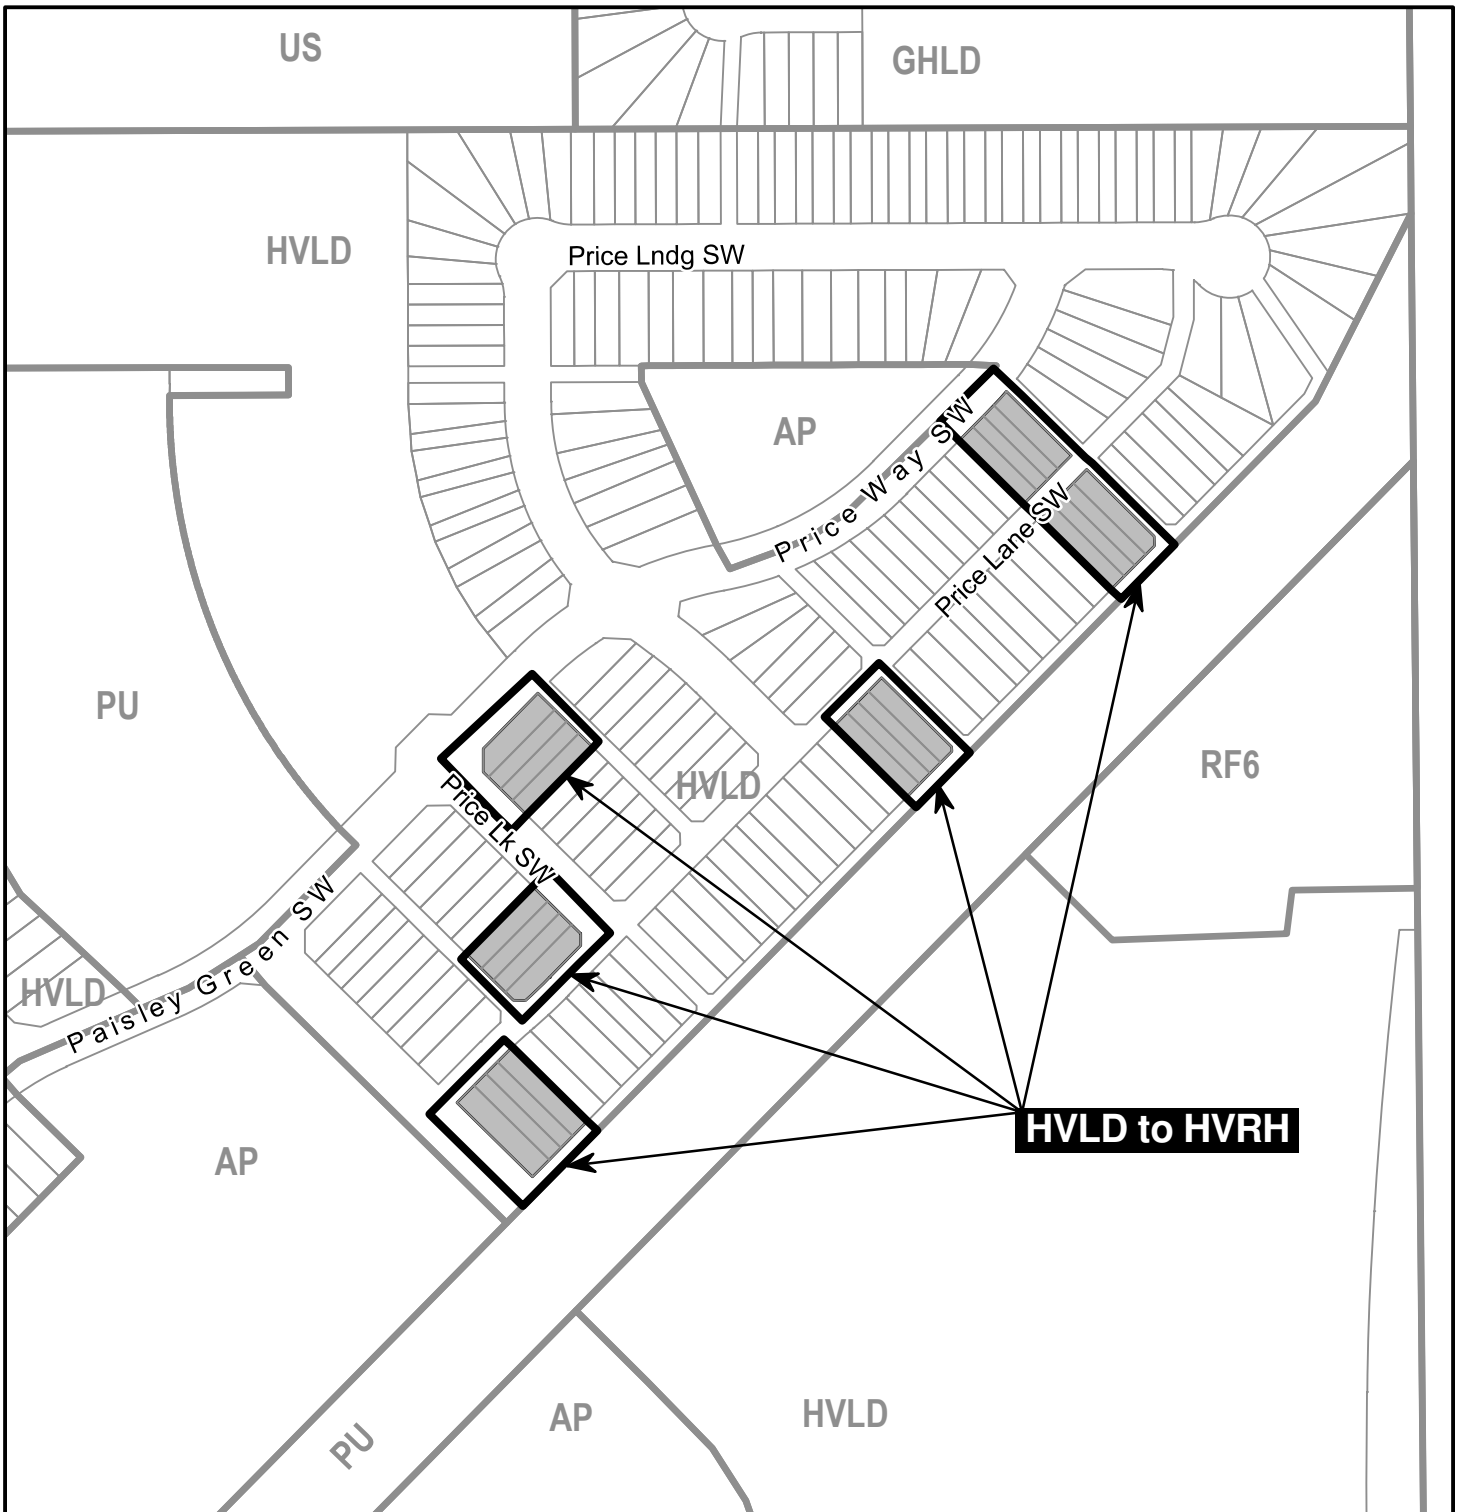 US
GHLD
HVLD
Price Lndg SW
AP
Price Way SW
Price Lane SW
PU
HVLD
RF6
Price Lk SW
HVLD
Paisley Green SW
HVLD to HVRH
AP
AP
HVLD
PU